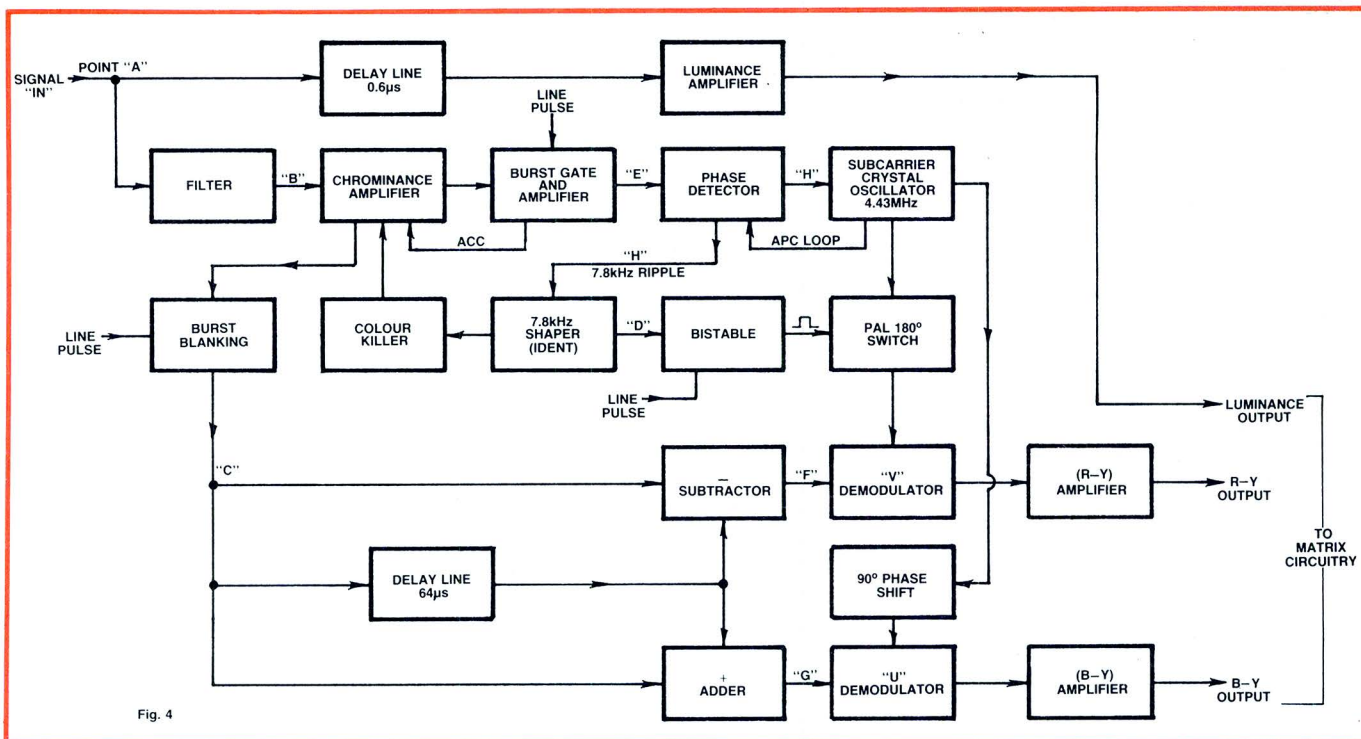 SIGNAL
"IN"
POINT "A"
DELAY LINE
0.6µs
LUMINANCE
AMPLIFIER
LINE
PULSE
FILTER
"B"
CHROMINANCE
AMPLIFIER
BURST GATE
AND
AMPLIFIER
"E"
PHASE
DETECTOR
"H"
SUBCARRIER
CRYSTAL
OSCILLATOR
4.43MHz
ACC
APC LOOP
"H"
7.8kHz RIPPLE
LINE
PULSE
BURST
BLANKING
COLOUR
KILLER
7.8kHz
SHAPER
(IDENT)
"D"
BISTABLE
PAL 180°
SWITCH
LINE
PULSE
LUMINANCE
OUTPUT
"C"
–
SUBTRACTOR
"F"
"V"
DEMODULATOR
(R–Y)
AMPLIFIER
R–Y
OUTPUT
TO
MATRIX
CIRCUITRY
DELAY LINE
64µs
90° PHASE
SHIFT
+
ADDER
"G"
"U"
DEMODULATOR
(B–Y)
AMPLIFIER
B–Y
OUTPUT
Fig. 4